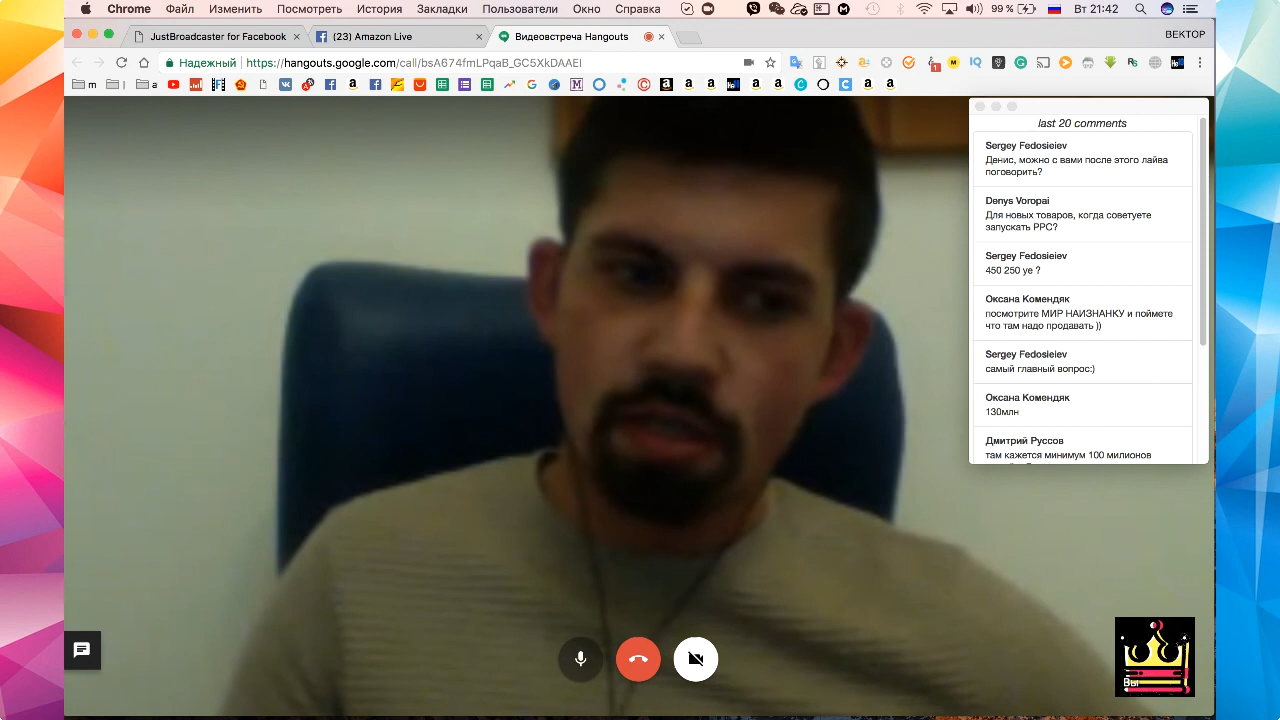 Chrome Файл Изменить Посмотреть История Закладки Пользователи Окно Справка 99 % Вт 21:42
JustBroadcaster for Facebook
(23) Amazon Live
Видеовстреча Hangouts
ВЕКТОР
Надежный https://hangouts.google.com/call/bsA674fmLPqaB_GC5XkDAAEI
m
a
last 20 comments
Sergey Fedosieiev
Денис, можно с вами после этого лайва
поговорить?
Denys Voropai
Для новых товаров, когда советуете
запускать PPC?
Sergey Fedosieiev
450 250 уе ?
Оксана Комендяк
посмотрите МИР НАИЗНАНКУ и поймете
что там надо продавать ))
Sergey Fedosieiev
самый главный вопрос:)
Оксана Комендяк
130млн
Дмитрий Руссов
там кажется минимум 100 милионов
Вы